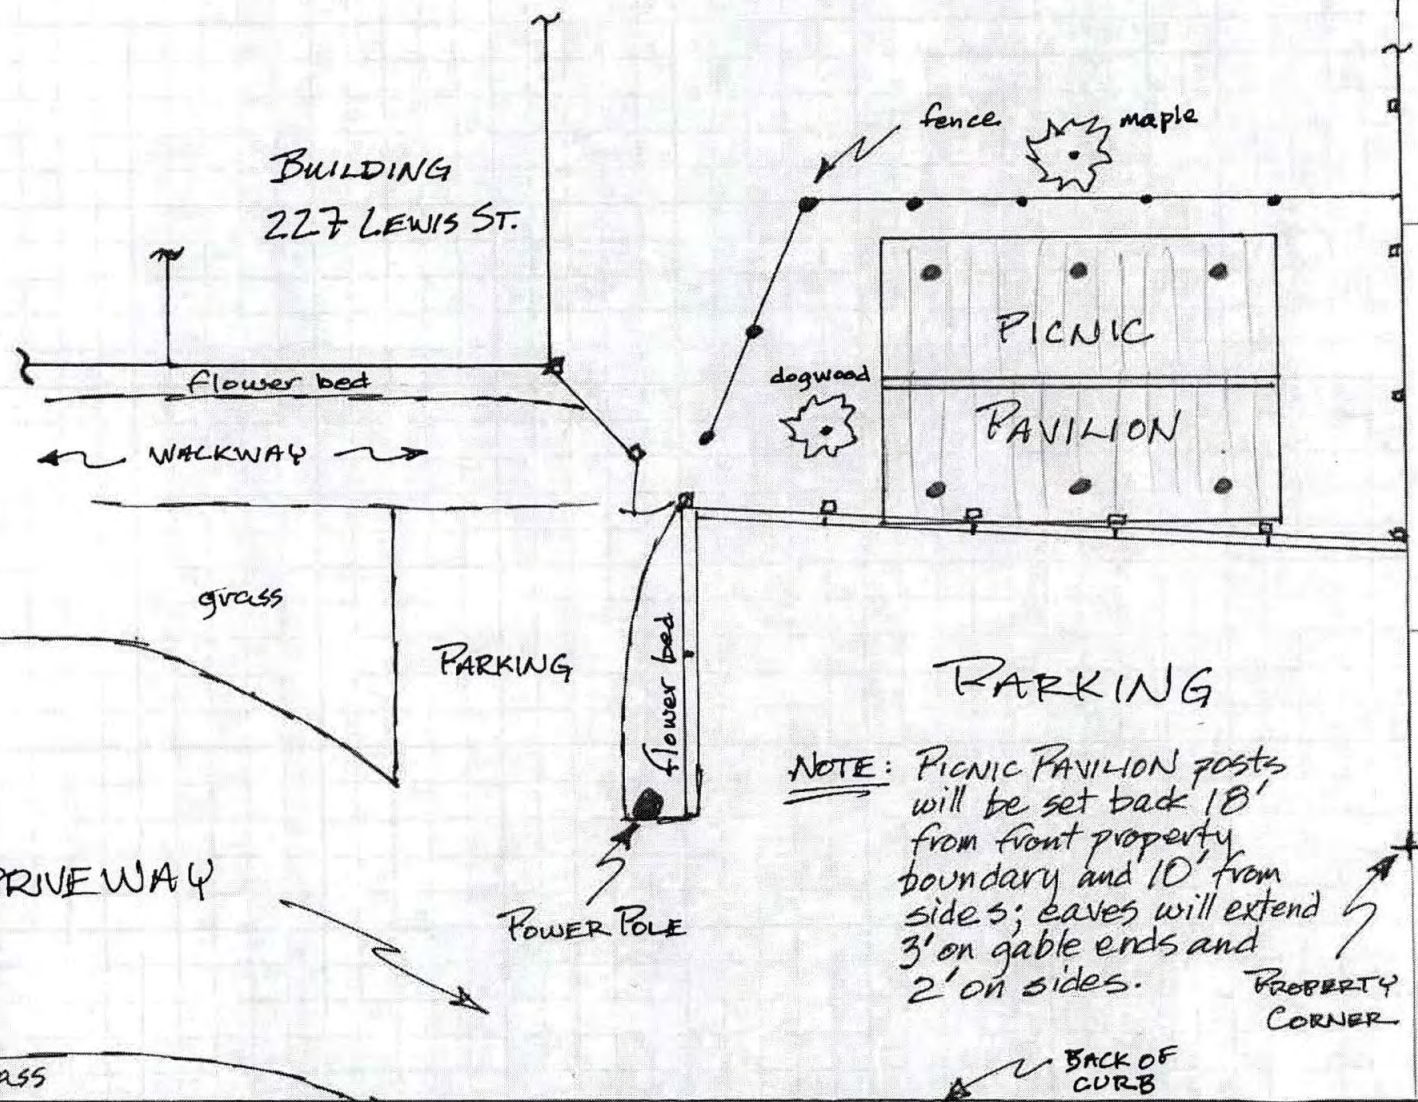 fence
maple
BUILDING
227 LEWIS ST.
PICNIC
flower bed
dogwood
PAVILION
WALKWAY
grass
PARKING
flower bed
PARKING
NOTE: PICNIC PAVILION posts
will be set back 18'
from front property
boundary and 10' from
sides; eaves will extend
3' on gable ends and
2' on sides.
RIVEWAY
POWER POLE
PROPERTY
CORNER
BACK OF
CURB
ass